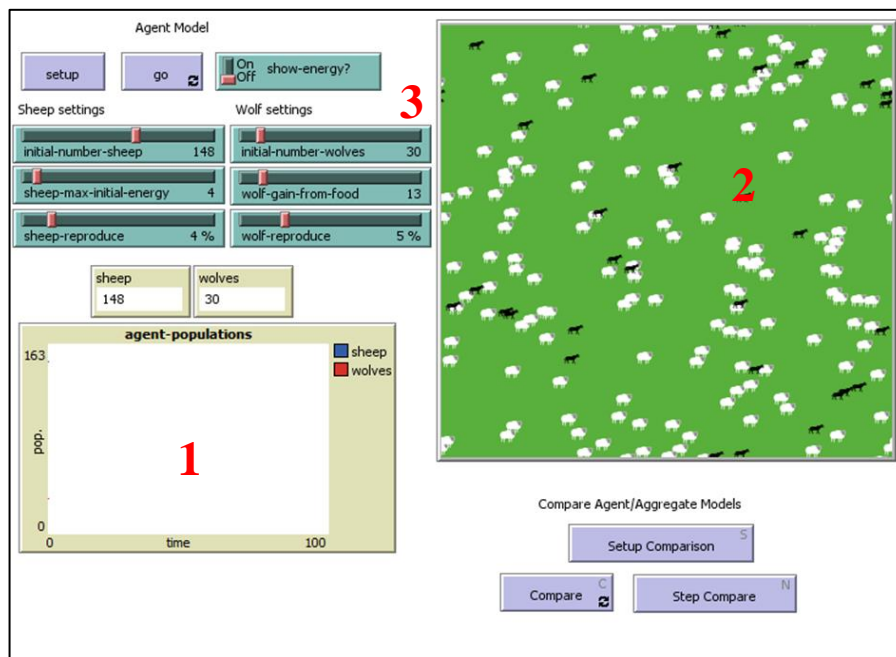 Agent Model
setup
go
On
Off
show-energy?
3
Sheep settings
Wolf settings
initial-number-sheep 148
initial-number-wolves 30
sheep-max-initial-energy 4
wolf-gain-from-food 13
sheep-reproduce 4 %
wolf-reproduce 5 %
sheep
148
wolves
30
agent-populations
163
pop.
0
0
time
100
sheep
wolves
1
2
Compare Agent/Aggregate Models
Setup Comparison S
Compare C
Step Compare N